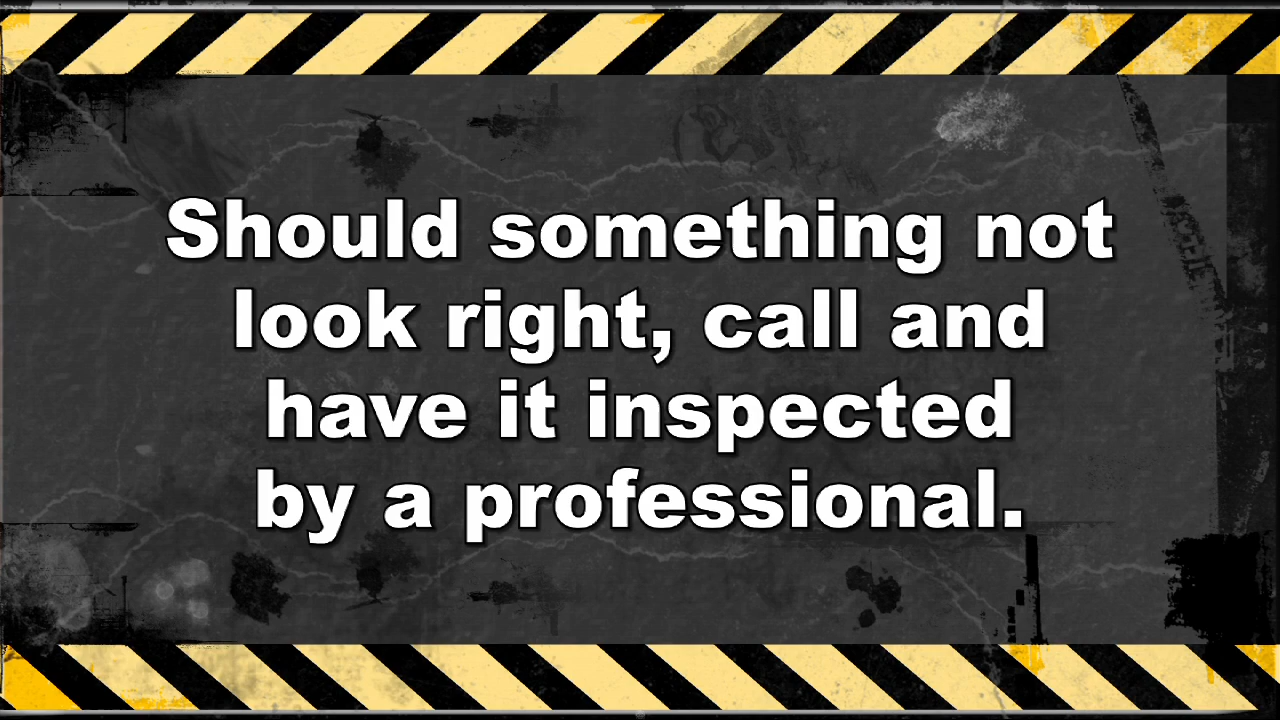 Should something not
look right, call and
have it inspected
by a professional.